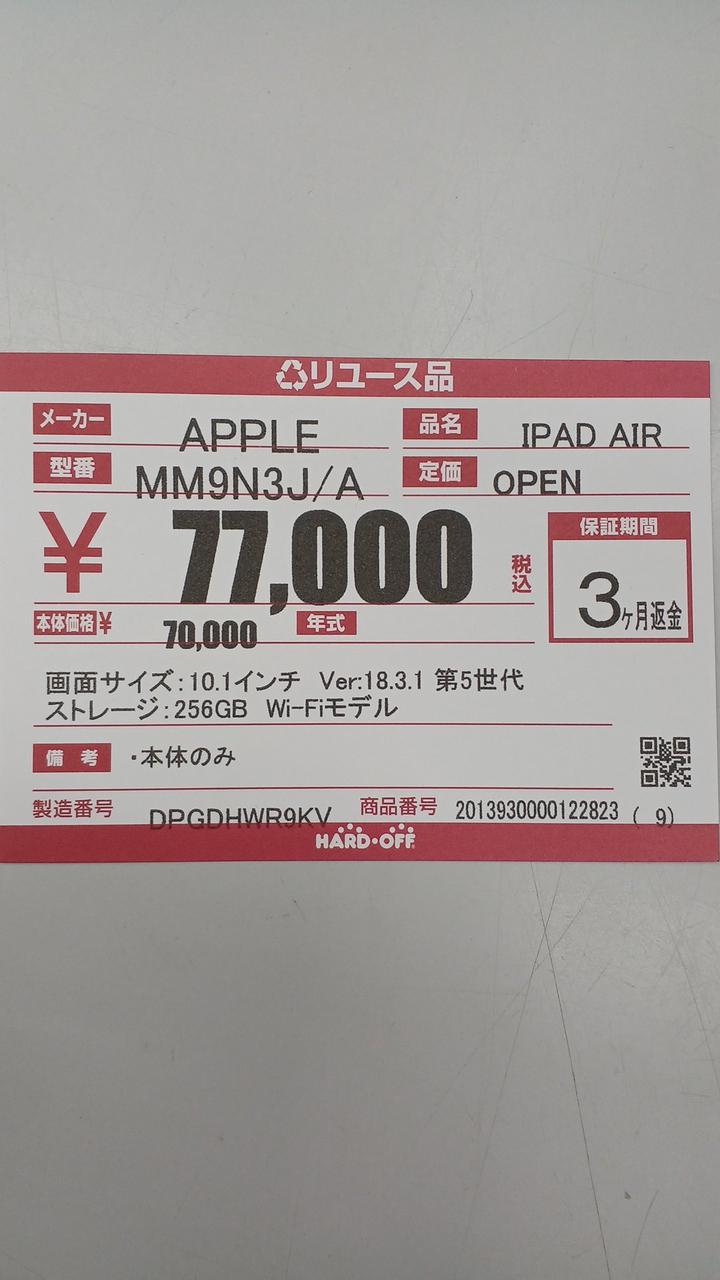 リユース品
メーカー APPLE 品名 IPAD AIR
型番 MM9N3J/A 定価 OPEN
¥ 77,000 税込
保証期間
3ヶ月返金
本体価格¥ 70,000 年式
画面サイズ:10.1インチ Ver:18.3.1 第5世代
ストレージ:256GB Wi-Fiモデル
備考 ・本体のみ
製造番号 DPGDHWR9KV 商品番号 2013930000122823 ( 9)
HARD・OFF